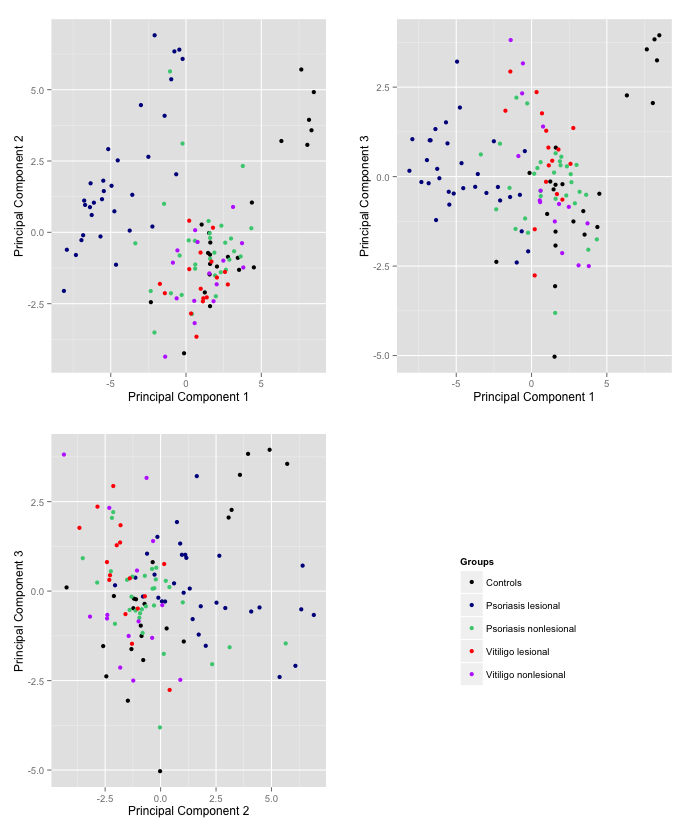 Principal Component 2
5.0
2.5
0.0
-2.5
-5
0
5
Principal Component 1
Principal Component 3
2.5
0.0
-2.5
-5.0
-5
0
5
Principal Component 1
Principal Component 3
2.5
0.0
-2.5
-5.0
-2.5
0.0
2.5
5.0
Principal Component 2
Groups
Controls
Psoriasis lesional
Psoriasis nonlesional
Vitiligo lesional
Vitiligo nonlesional